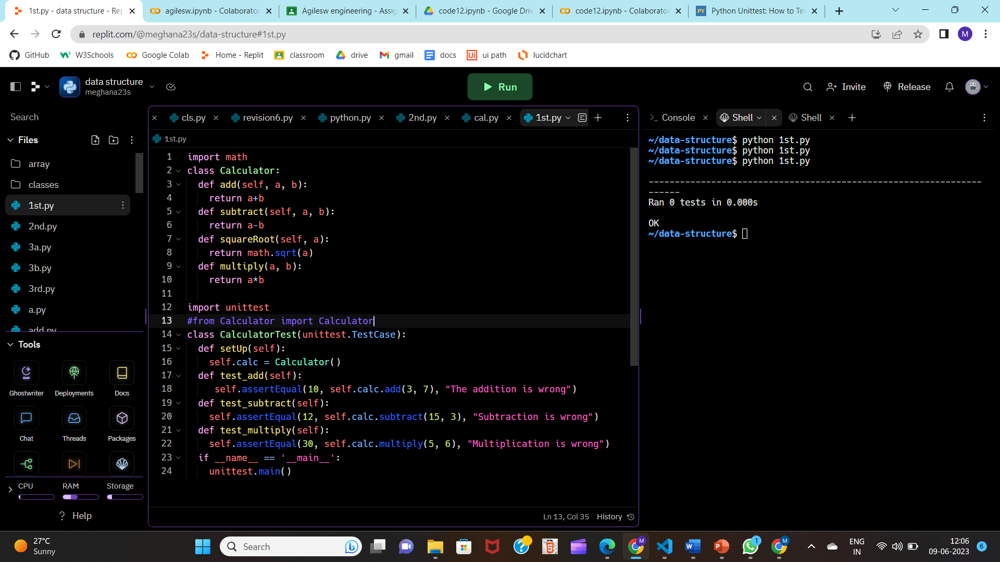 1st.py - data structure - Rep
agilesw.ipynb - Colaborator
Agilesw engineering - Assig
code12.ipynb - Google Driv
code12.ipynb - Colaborator
PY Python Unittest: How to Tes
replit.com/@meghana23s/data-structure#1st.py
M
GitHub
W3Schools
Google Colab
Home - Replit
classroom
drive
gmail
docs
Ui ui path
lucidchart
data structure
meghana23s
Run
Invite
Release
Search
Files
array
classes
1st.py
2nd.py
3a.py
3b.py
3rd.py
a.py
add.py
Tools
Ghostwriter
Deployments
Docs
Chat
Threads
Packages
CPU
RAM
Storage
? Help
cls.py
revision6.py
python.py
2nd.py
cal.py
1st.py
1st.py
1 import math
2 class Calculator:
3 def add(self, a, b):
4 return a+b
5 def subtract(self, a, b):
6 return a-b
7 def squareRoot(self, a):
8 return math.sqrt(a)
9 def multiply(a, b):
10 return a*b
11
12 import unittest
13 #from Calculator import Calculator
14 class CalculatorTest(unittest.TestCase):
15 def setUp(self):
16 self.calc = Calculator()
17 def test_add(self):
18 self.assertEqual(10, self.calc.add(3, 7), "The addition is wrong")
19 def test_subtract(self):
20 self.assertEqual(12, self.calc.subtract(15, 3), "Subtraction is wrong")
21 def test_multiply(self):
22 self.assertEqual(30, self.calc.multiply(5, 6), "Multiplication is wrong")
23 if __name__ == '__main__':
24 unittest.main()
Ln 13, Col 35 History
Console
Shell
Shell
~/data-structure$ python 1st.py
~/data-structure$ python 1st.py
~/data-structure$ python 1st.py
----------------------------------------------------------------
------
Ran 0 tests in 0.000s
OK
~/data-structure$
27°C
Sunny
Search
M
1
M
ENG
IN
12:06
09-06-2023
6